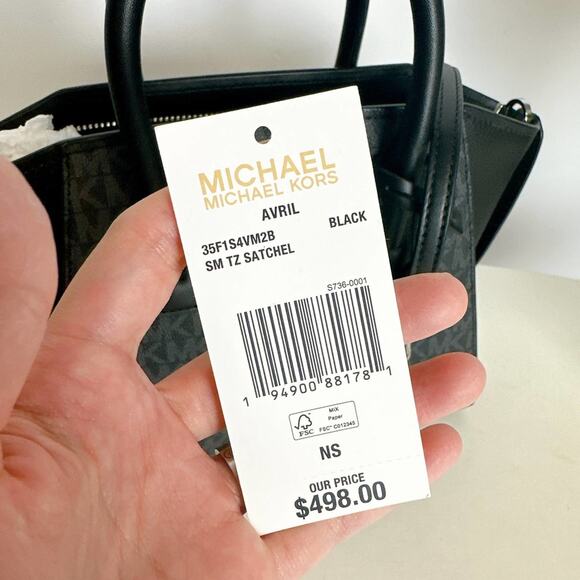 MICHAEL
MICHAEL KORS
AVRIL
35F1S4VM2B BLACK
SM TZ SATCHEL
S736-0001
1 94900 88178 1
FSC
MIX
Paper
FSC™ C012345
NS
OUR PRICE
$498.00